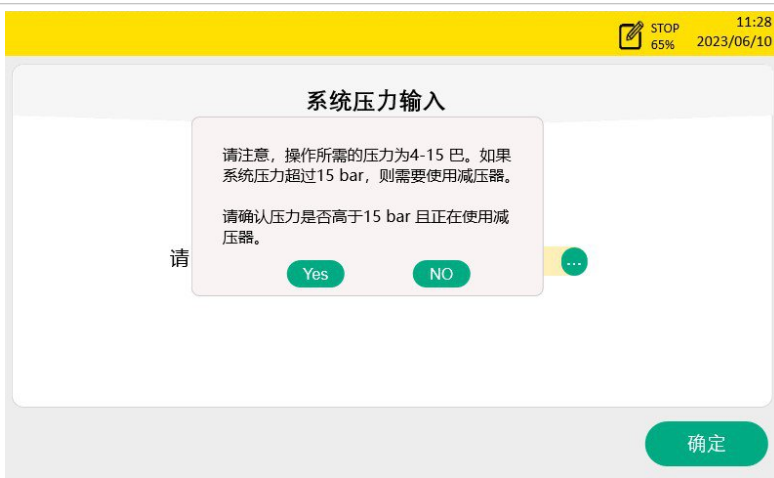 STOP
65%
11:28
2023/06/10
系统压力输入
请注意，操作所需的压力为4-15 巴。如果
系统压力超过15 bar，则需要使用减压器。
请确认压力是否高于15 bar 且正在使用减
压器。
请
...
Yes
NO
确定